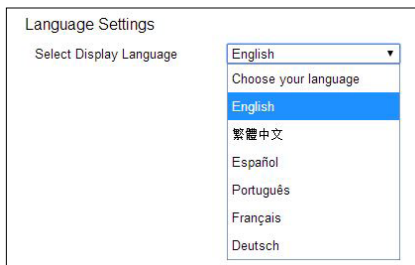 Language Settings
Select Display Language English
Choose your language
English
繁體中文
Español
Português
Français
Deutsch